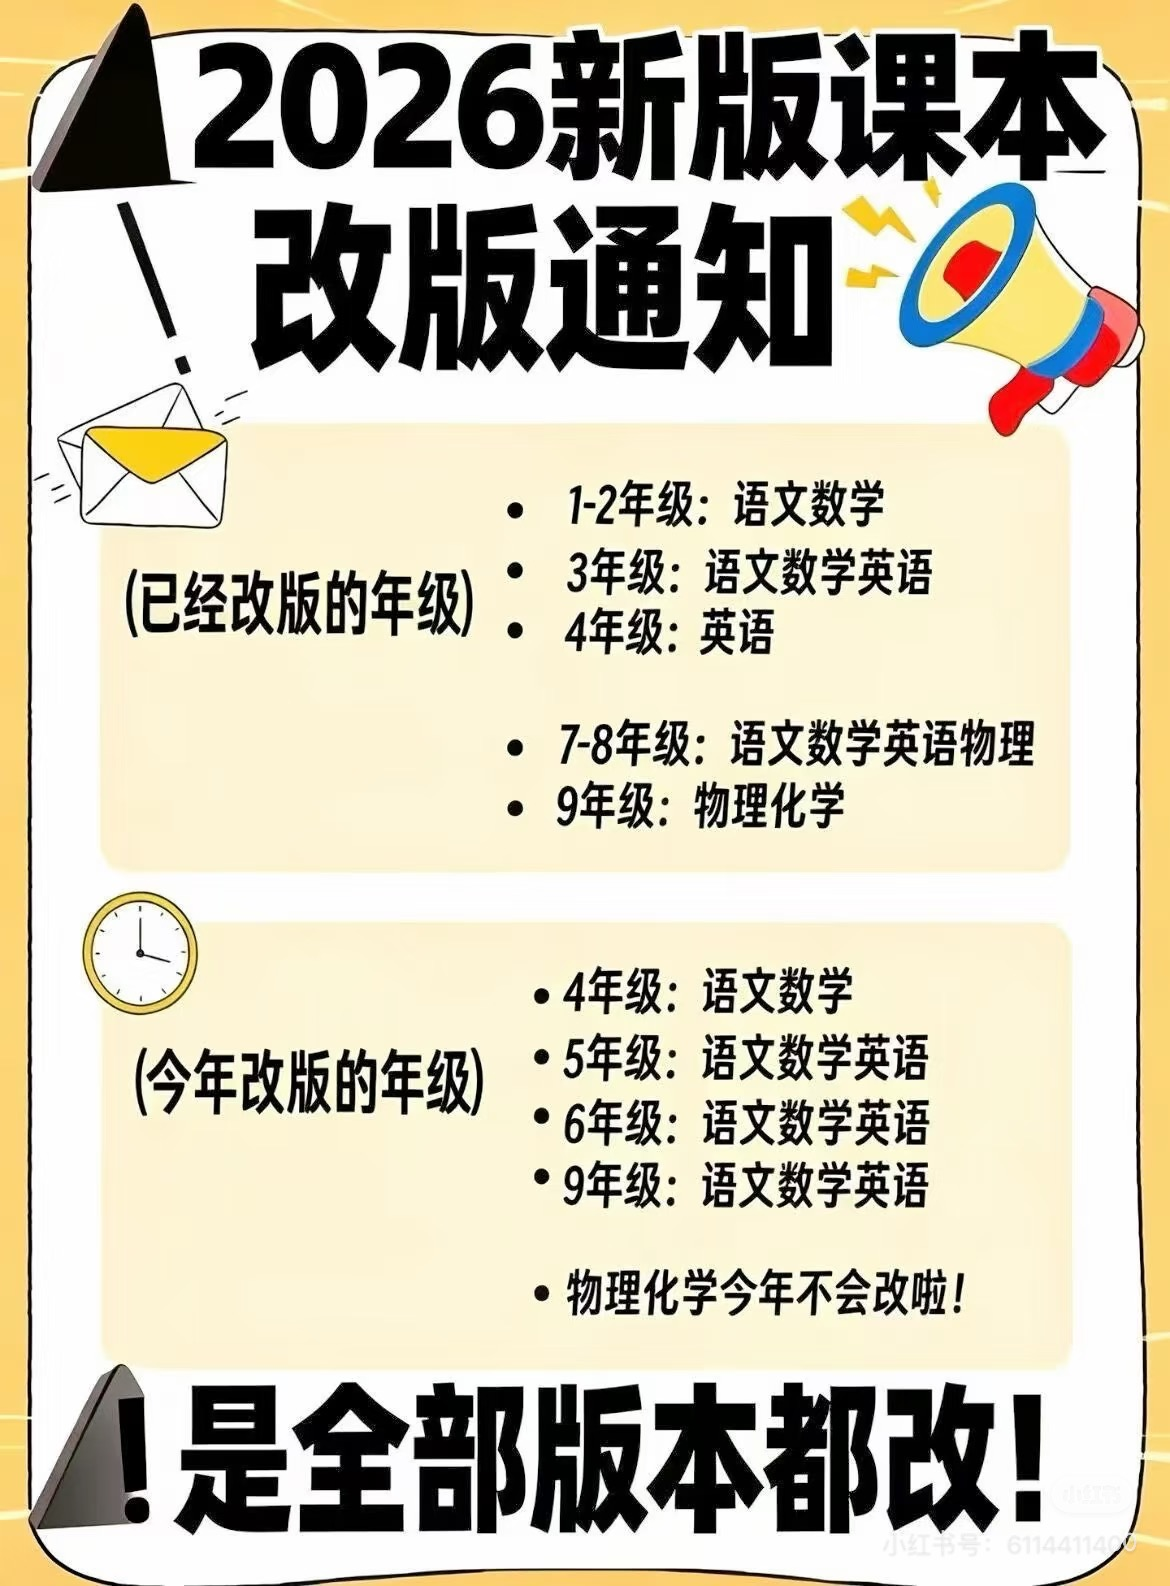 2026新版课本
改版通知
(已经改版的年级)
• 1-2年级：语文数学
• 3年级：语文数学英语
• 4年级：英语
• 7-8年级：语文数学英语物理
• 9年级：物理化学
(今年改版的年级)
• 4年级：语文数学
• 5年级：语文数学英语
• 6年级：语文数学英语
• 9年级：语文数学英语
• 物理化学今年不会改啦！
！是全部版本都改！
小红书
小红书号：6114411400